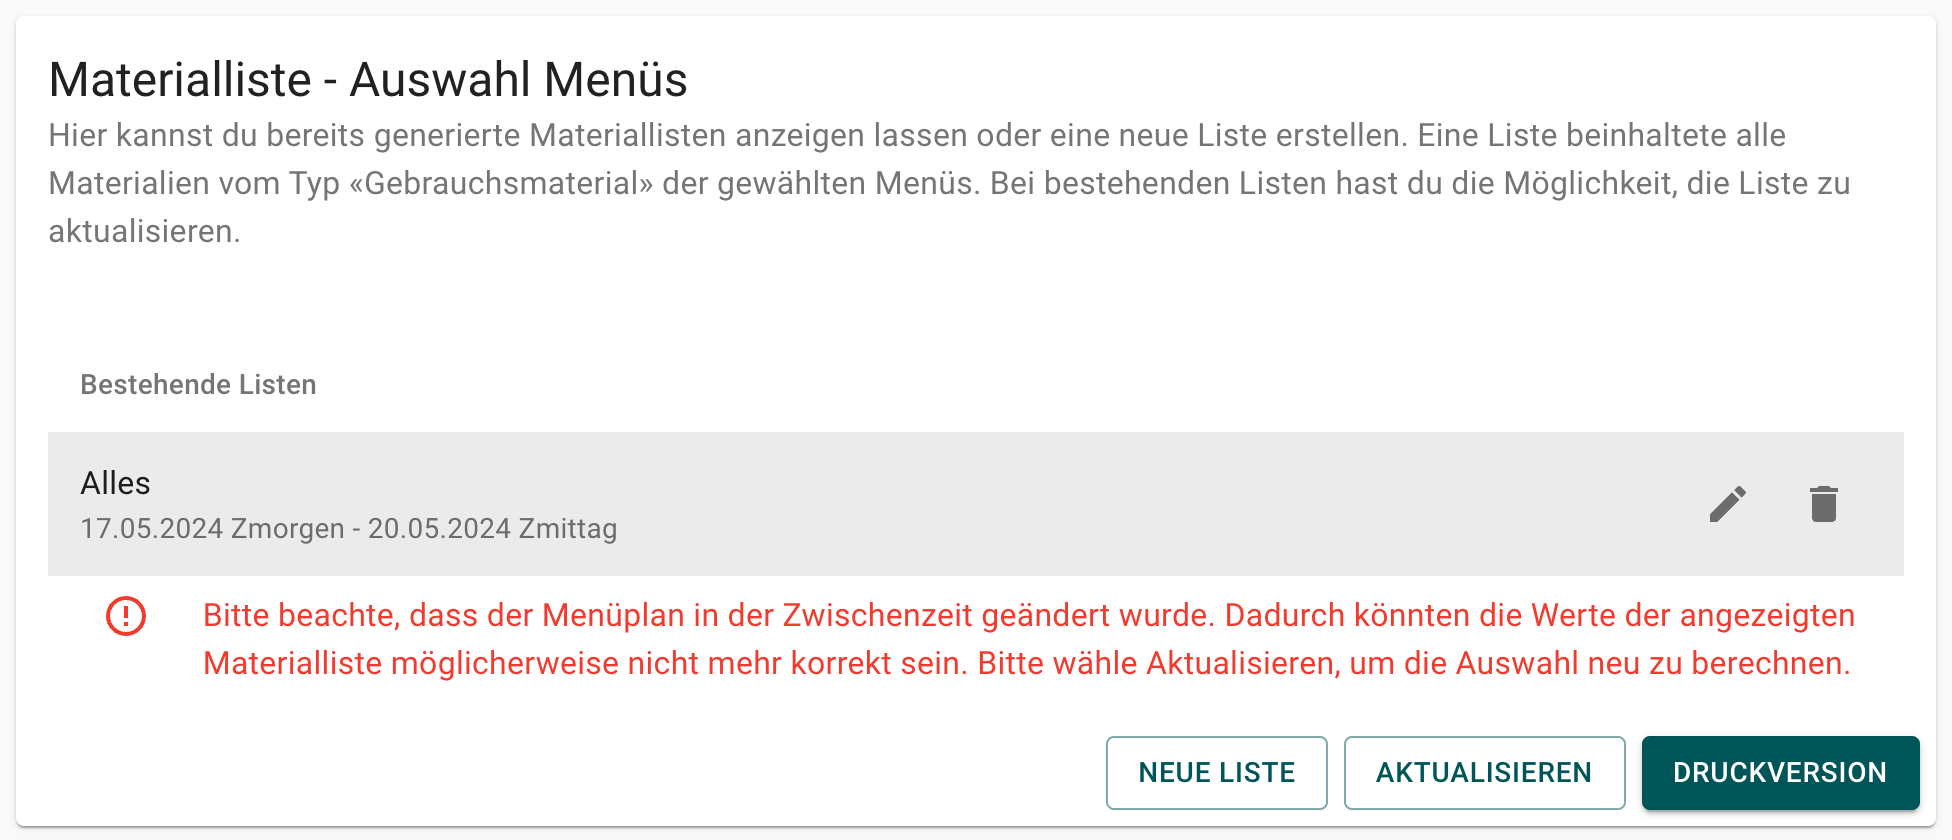 Materialliste - Auswahl Menüs
Hier kannst du bereits generierte Materiallisten anzeigen lassen oder eine neue Liste erstellen. Eine Liste beinhaltete alle
Materialien vom Typ «Gebrauchsmaterial» der gewählten Menüs. Bei bestehenden Listen hast du die Möglichkeit, die Liste zu
aktualisieren.
Bestehende Listen
Alles
17.05.2024 Zmorgen - 20.05.2024 Zmittag
Bitte beachte, dass der Menüplan in der Zwischenzeit geändert wurde. Dadurch könnten die Werte der angezeigten
Materialliste möglicherweise nicht mehr korrekt sein. Bitte wähle Aktualisieren, um die Auswahl neu zu berechnen.
NEUE LISTE
AKTUALISIEREN
DRUCKVERSION